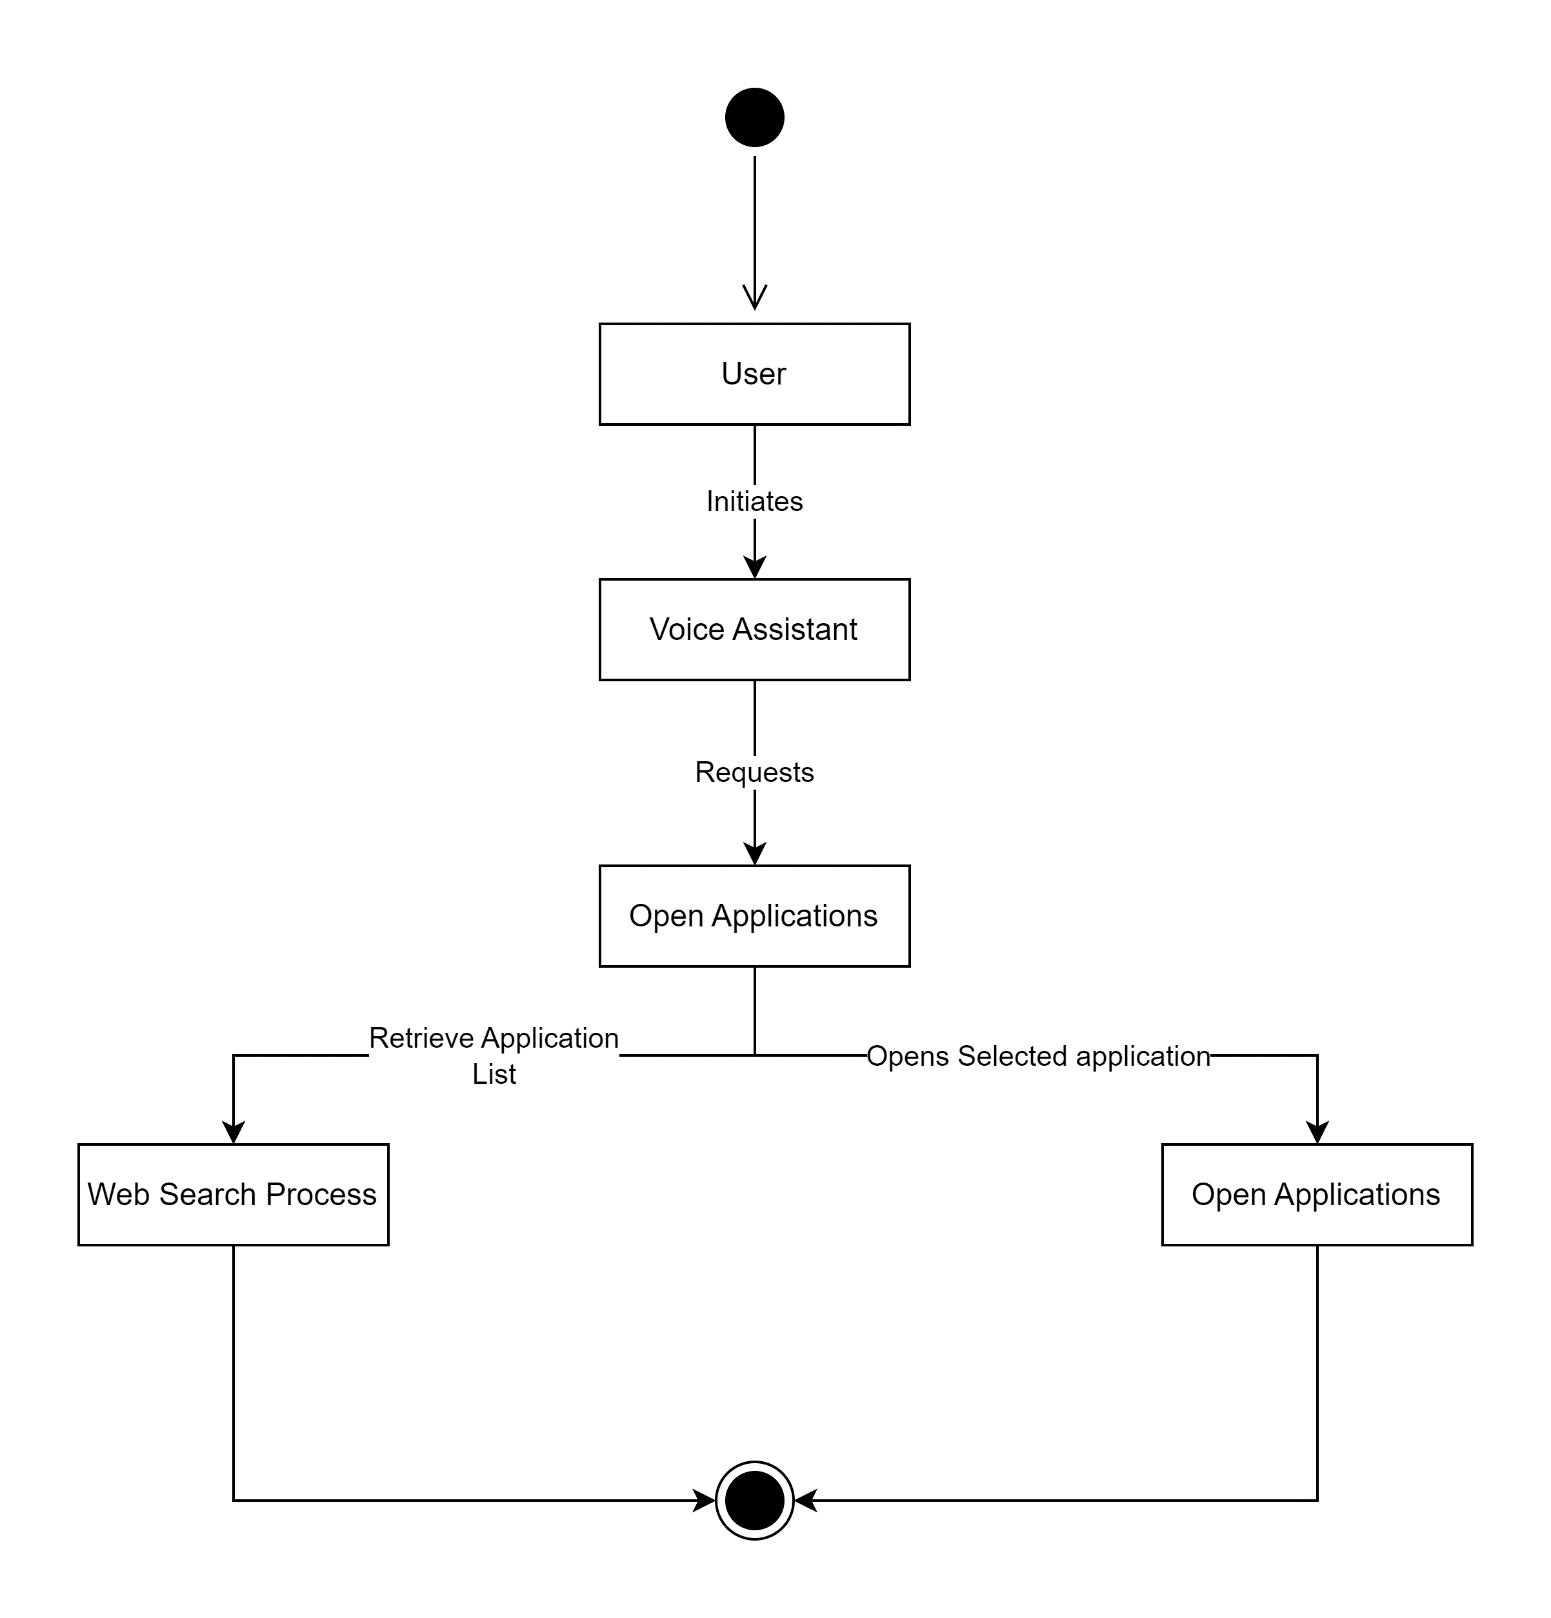 User
Initiates
Voice Assistant
Requests
Open Applications
Retrieve Application
List
Opens Selected application
Web Search Process
Open Applications